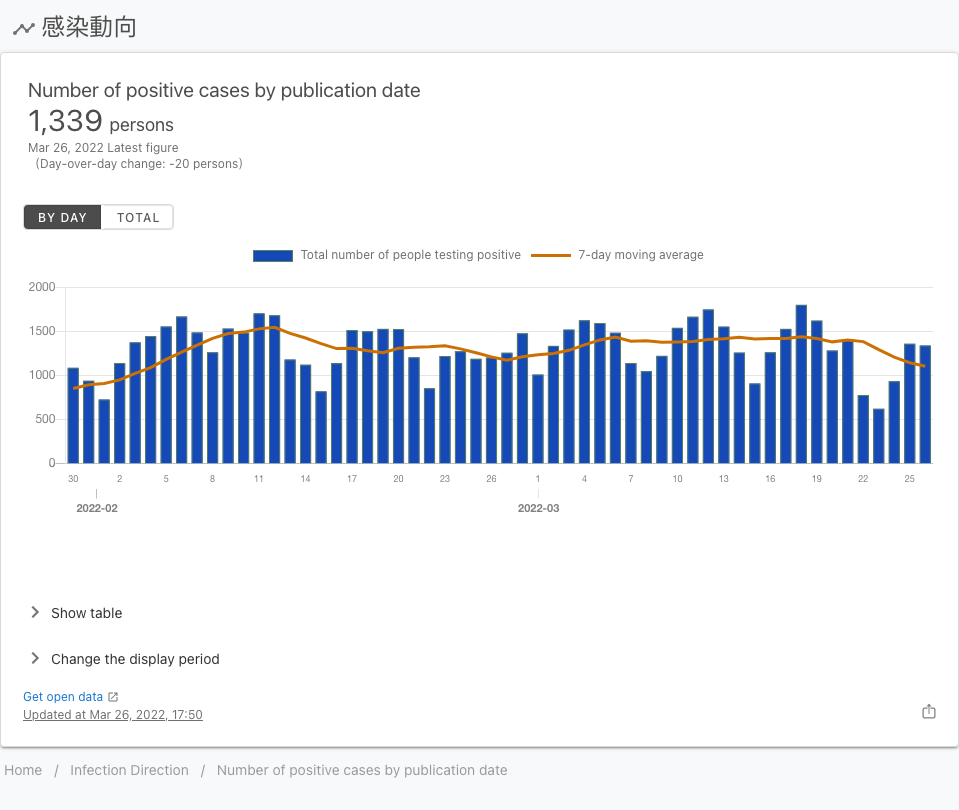 感染動向
Number of positive cases by publication date
1,339 persons
Mar 26, 2022 Latest figure
(Day-over-day change: -20 persons)
BY DAY TOTAL
Total number of people testing positive 7-day moving average
2000
1500
1000
500
0
30 2 5 8 11 14 17 20 23 26 1 4 7 10 13 16 19 22 25
2022-02 2022-03
Show table
Change the display period
Get open data
Updated at Mar 26, 2022, 17:50
Home / Infection Direction / Number of positive cases by publication date